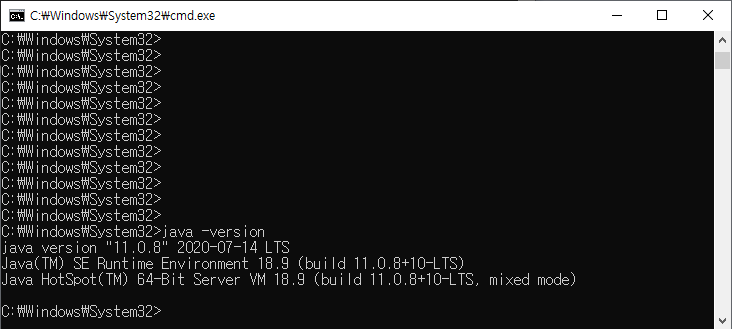 C:₩Windows₩System32₩cmd.exe
C:₩Windows₩System32>
C:₩Windows₩System32>
C:₩Windows₩System32>
C:₩Windows₩System32>
C:₩Windows₩System32>
C:₩Windows₩System32>
C:₩Windows₩System32>
C:₩Windows₩System32>
C:₩Windows₩System32>
C:₩Windows₩System32>
C:₩Windows₩System32>
C:₩Windows₩System32>
C:₩Windows₩System32>java -version
java version "11.0.8" 2020-07-14 LTS
Java(TM) SE Runtime Environment 18.9 (build 11.0.8+10-LTS)
Java HotSpot(TM) 64-Bit Server VM 18.9 (build 11.0.8+10-LTS, mixed mode)
C:₩Windows₩System32>